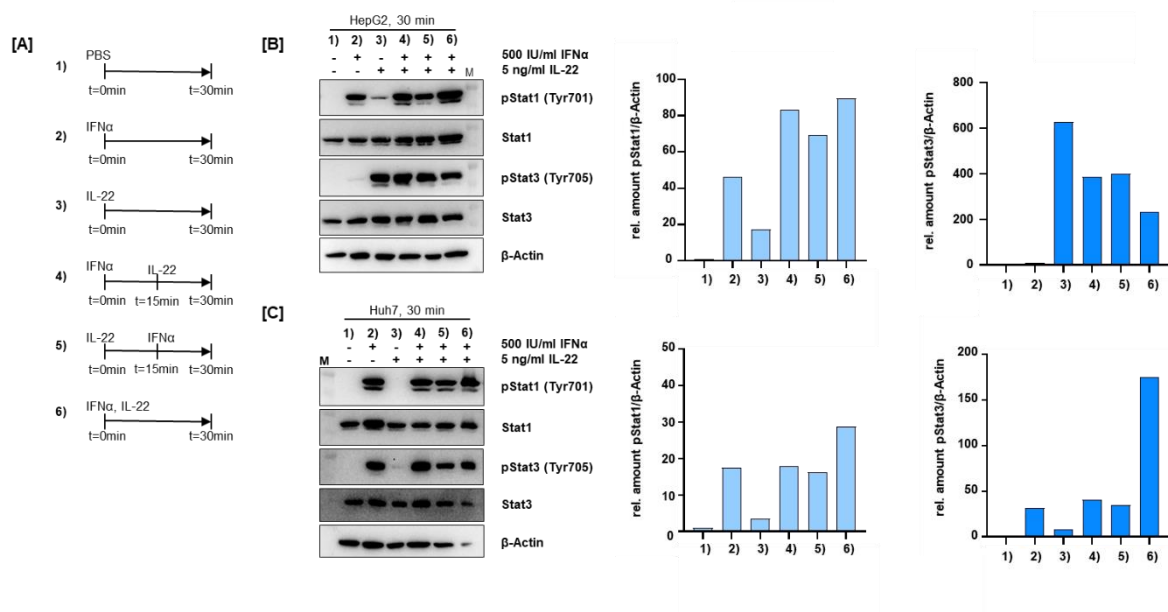 [A]
1)
PBS
t=0min t=30min
2)
IFNα
t=0min t=30min
3)
IL-22
t=0min t=30min
4)
IFNα IL-22
t=0min t=15min t=30min
5)
IL-22 IFNα
t=0min t=15min t=30min
6)
IFNα, IL-22
t=0min t=30min
[B]
HepG2, 30 min
1) 2) 3) 4) 5) 6)
- + - + + + 500 IU/ml IFNα
- - + + + + M 5 ng/ml IL-22
pStat1 (Tyr701)
Stat1
pStat3 (Tyr705)
Stat3
β-Actin
rel. amount pStat1/β-Actin
100
80
60
40
20
0
1) 2) 3) 4) 5) 6)
rel. amount pStat3/β-Actin
800
600
400
200
0
1) 2) 3) 4) 5) 6)
[C]
Huh7, 30 min
1) 2) 3) 4) 5) 6)
- + - + + + 500 IU/ml IFNα
M - - + + + + 5 ng/ml IL-22
pStat1 (Tyr701)
Stat1
pStat3 (Tyr705)
Stat3
β-Actin
rel. amount pStat1/β-Actin
50
40
30
20
10
0
1) 2) 3) 4) 5) 6)
rel. amount pStat3/β-Actin
200
150
100
50
0
1) 2) 3) 4) 5) 6)